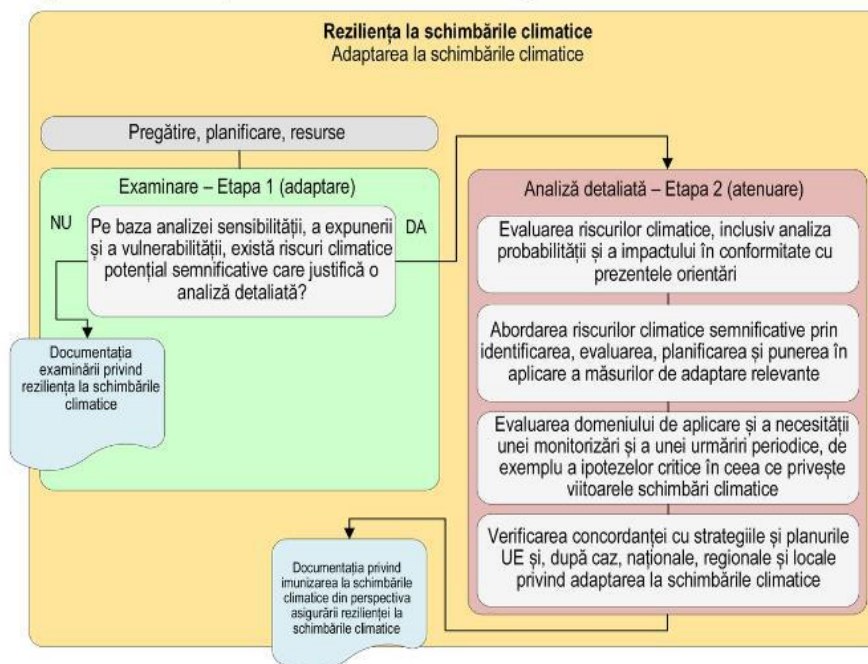 Reziliența la schimbările climatice
Adaptarea la schimbările climatice
Pregătire, planificare, resurse
Examinare – Etapa 1 (adaptare)
NU
Pe baza analizei sensibilității, a expunerii
și a vulnerabilității, există riscuri climatice
potențial semnificative care justifică o
analiză detaliată?
DA
Documentația
examinării privind
reziliența la schimbările
climatice
Analiză detaliată – Etapa 2 (atenuare)
Evaluarea riscurilor climatice, inclusiv analiza
probabilității și a impactului în conformitate cu
prezentele orientări
Abordarea riscurilor climatice semnificative prin
identificarea, evaluarea, planificarea și punerea în
aplicare a măsurilor de adaptare relevante
Evaluarea domeniului de aplicare și a necesității
unei monitorizări și a unei urmăriri periodice, de
exemplu a ipotezelor critice în ceea ce privește
viitoarele schimbări climatice
Verificarea concordanței cu strategiile și planurile
UE și, după caz, naționale, regionale și locale
privind adaptarea la schimbările climatice
Documentația privind
imunizarea la schimbările
climatice din perspectiva
asigurării rezilienței la
schimbările climatice